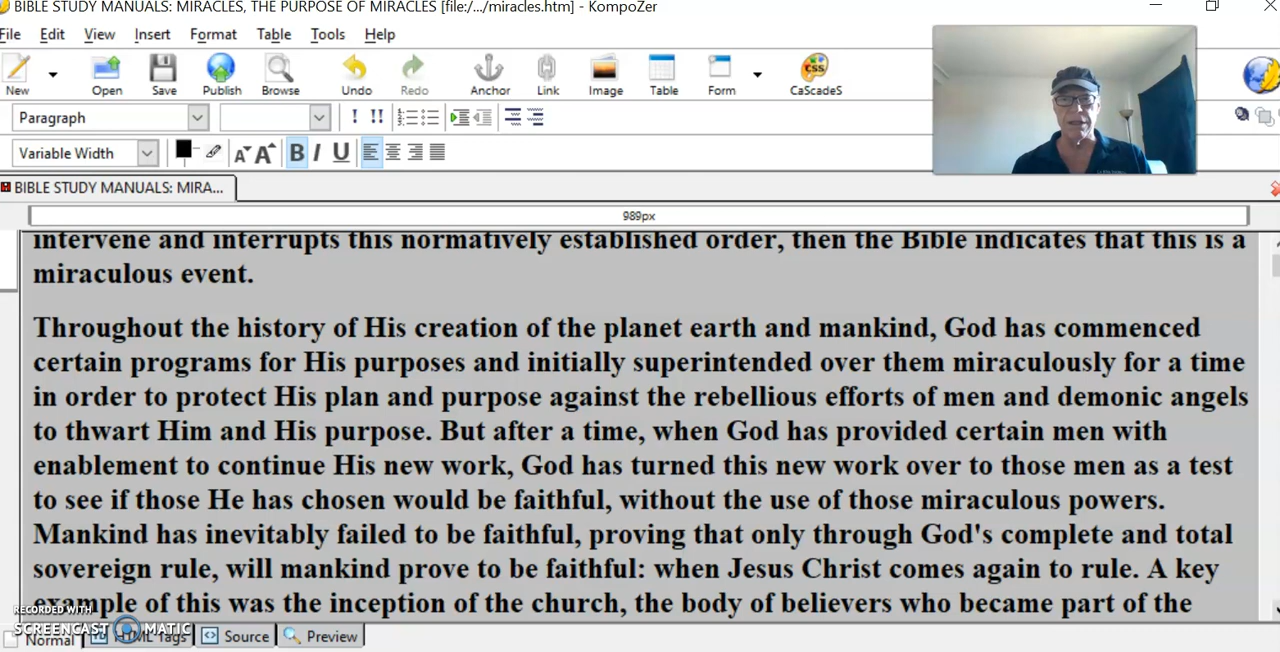 BIBLE STUDY MANUALS: MIRACLES, THE PURPOSE OF MIRACLES [file:/.../miracles.htm] - KompoZer
File Edit View Insert Format Table Tools Help
New Open Save Publish Browse Undo Redo Anchor Link Image Table Form CaScadeS
Paragraph
Variable Width
BIBLE STUDY MANUALS: MIRA...
989px
intervene and interrupts this normatively established order, then the Bible indicates that this is a
miraculous event.
Throughout the history of His creation of the planet earth and mankind, God has commenced
certain programs for His purposes and initially superintended over them miraculously for a time
in order to protect His plan and purpose against the rebellious efforts of men and demonic angels
to thwart Him and His purpose. But after a time, when God has provided certain men with
enablement to continue His new work, God has turned this new work over to those men as a test
to see if those He has chosen would be faithful, without the use of those miraculous powers.
Mankind has inevitably failed to be faithful, proving that only through God's complete and total
sovereign rule, will mankind prove to be faithful: when Jesus Christ comes again to rule. A key
example of this was the inception of the church, the body of believers who became part of the
RECORDED WITH
SCREENCAST MATIC
Normal HTML Tags Source Preview